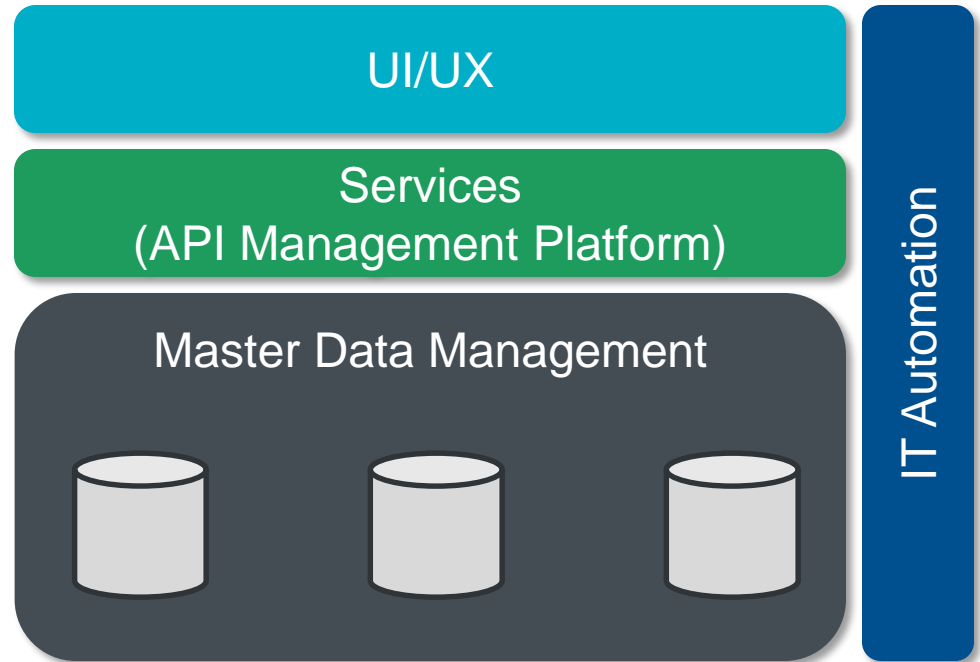 UI/UX
Services
(API Management Platform)
Master Data Management
IT Automation